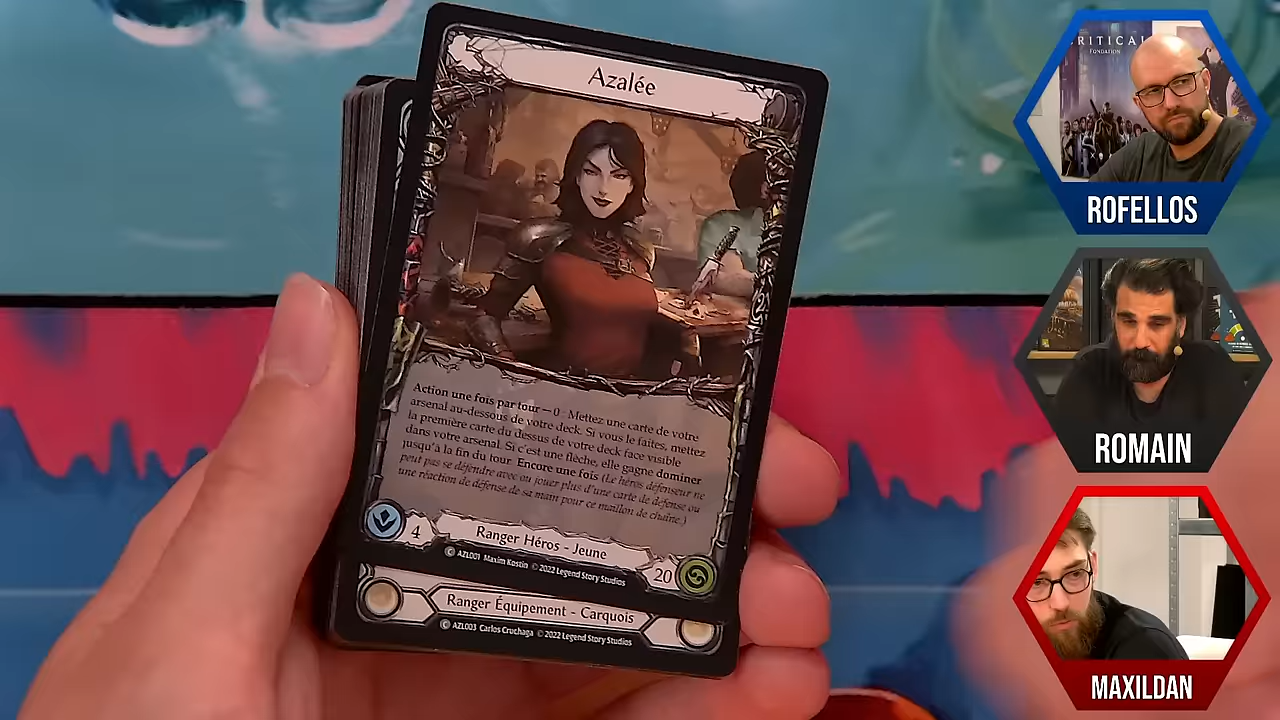 Azalée
Action une fois par tour — 0 : Mettez une carte de votre
arsenal au-dessous de votre deck. Si vous le faites, mettez
la première carte du dessus de votre deck face visible
dans votre arsenal. Si c'est une flèche, elle gagne dominer
jusqu'à la fin du tour. Encore une fois (Le héros défenseur ne
peut pas se défendre avec ou jouer plus d'une carte de défense ou
une réaction de défense de sa main pour ce maillon de chaîne.)
4
Ranger Héros - Jeune
20
C AZL001 Maxim Kostin © 2022 Legend Story Studios
Ranger Équipement - Carquois
C AZL003 Carlos Cruchaga © 2022 Legend Story Studios
RITICAL
FONDATION
ROFELLOS
ROMAIN
MAXILDAN